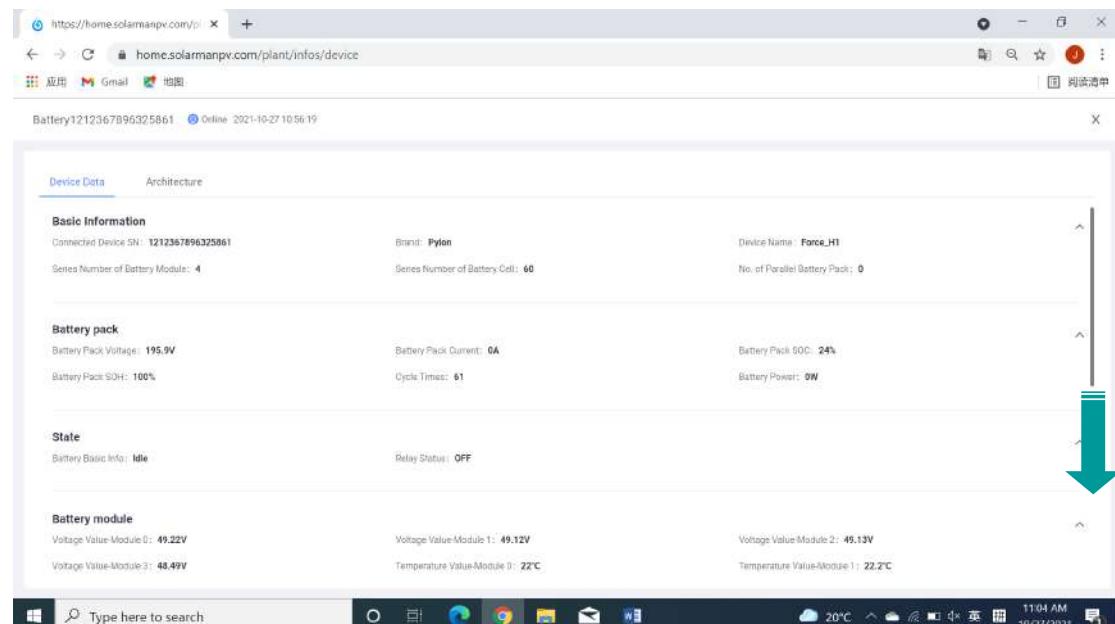 https://home.solarmanpv.com/pl
home.solarmanpv.com/plant/infos/device
应用 Gmail 地图 阅读清单
Battery1212367896325861 Online 2021-10-27 10:56:19
Device Data Architecture
Basic Information
Connected Device SN: 1212367896325861 Brand: Pylon Device Name: Force_H1
Series Number of Battery Module: 4 Series Number of Battery Cell: 60 No. of Parallel Battery Pack: 0
Battery pack
Battery Pack Voltage: 195.9V Battery Pack Current: 0A Battery Pack SOC: 24%
Battery Pack SOH: 100% Cycle Times: 61 Battery Power: 0W
State
Battery Basic Info: Idle Relay Status: OFF
Battery module
Voltage Value-Module 0: 49.22V Voltage Value-Module 1: 49.12V Voltage Value-Module 2: 49.13V
Voltage Value-Module 3: 48.49V Temperature Value-Module 0: 22℃ Temperature Value-Module 1: 22.2℃
Type here to search 20°C 英 11:04 AM
10/27/2021